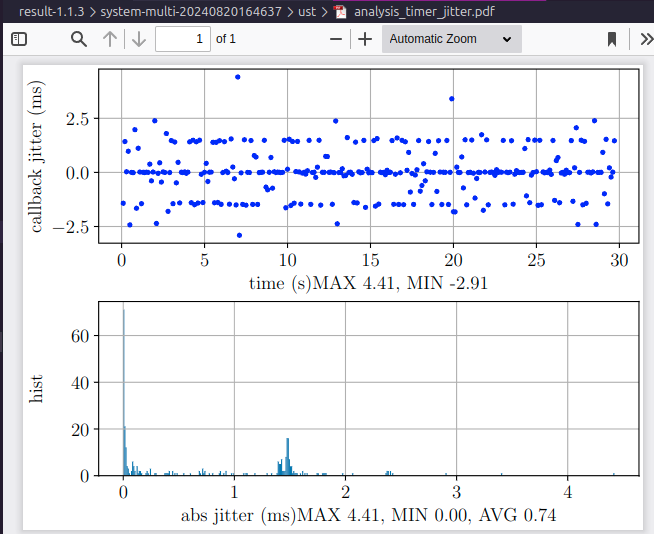 result-1.1.3 > system-multi-20240820164637 > ust > analysis_timer_jitter.pdf
1 of 1 Automatic Zoom
callback jitter (ms)
2.5
0.0
−2.5
0 5 10 15 20 25 30
time (s)MAX 4.41, MIN -2.91
hist
60
40
20
0
0 1 2 3 4
abs jitter (ms)MAX 4.41, MIN 0.00, AVG 0.74